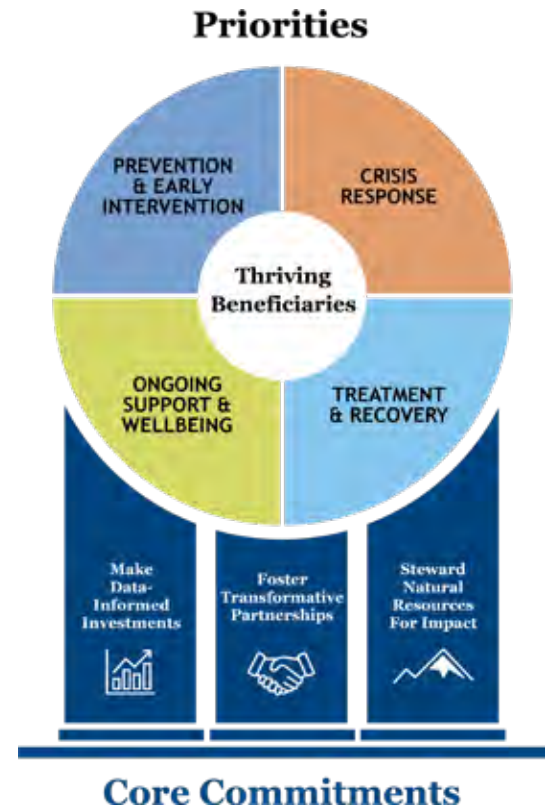 Priorities
PREVENTION
& EARLY
INTERVENTION
CRISIS
RESPONSE
Thriving
Beneficiaries
ONGOING
SUPPORT &
WELLBEING
TREATMENT
& RECOVERY
Make
Data-
Informed
Investments
Foster
Transformative
Partnerships
Steward
Natural
Resources
For Impact
Core Commitments